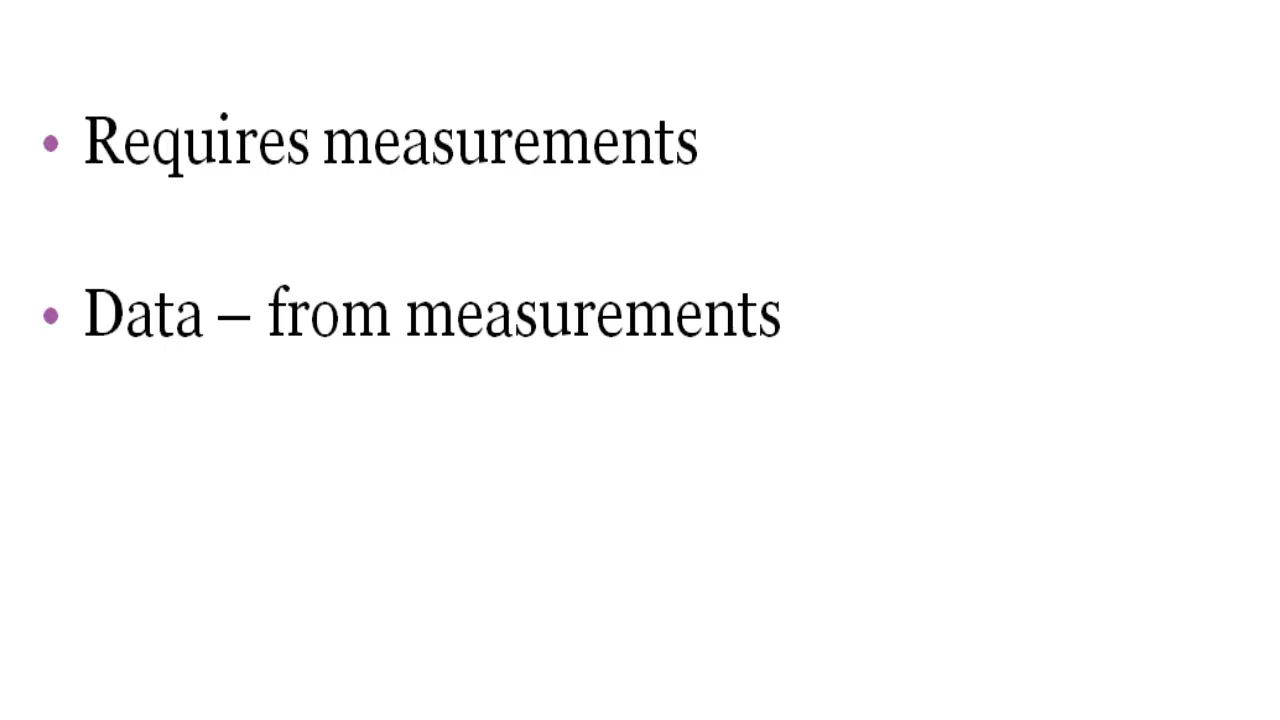 • Requires measurements
• Data – from measurements